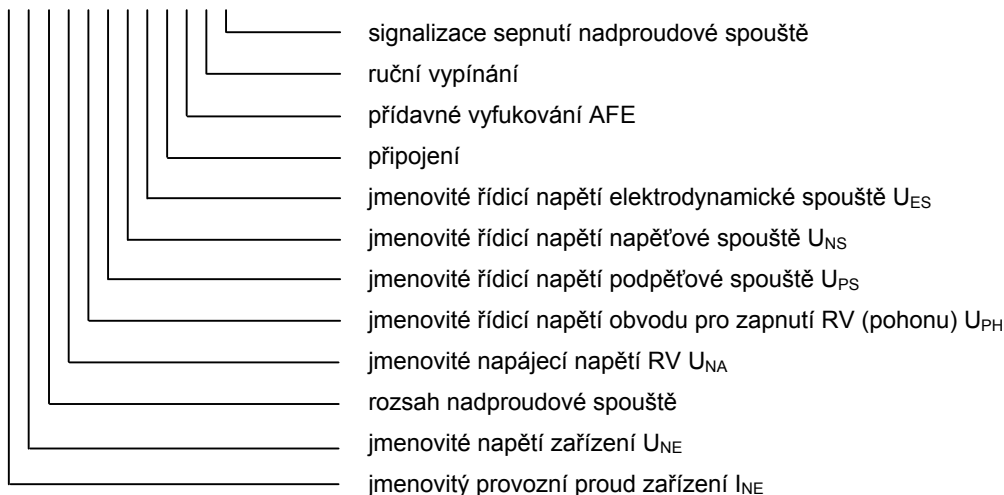 signalizace sepnutí nadproudové spouště
ruční vypínání
přídavné vyfukování AFE
připojení
jmenovité řídicí napětí elektrodynamické spouště U_ES
jmenovité řídicí napětí napěťové spouště U_NS
jmenovité řídicí napětí podpěťové spouště U_PS
jmenovité řídicí napětí obvodu pro zapnutí RV (pohonu) U_PH
jmenovité napájecí napětí RV U_NA
rozsah nadproudové spouště
jmenovité napětí zařízení U_NE
jmenovitý provozní proud zařízení I_NE